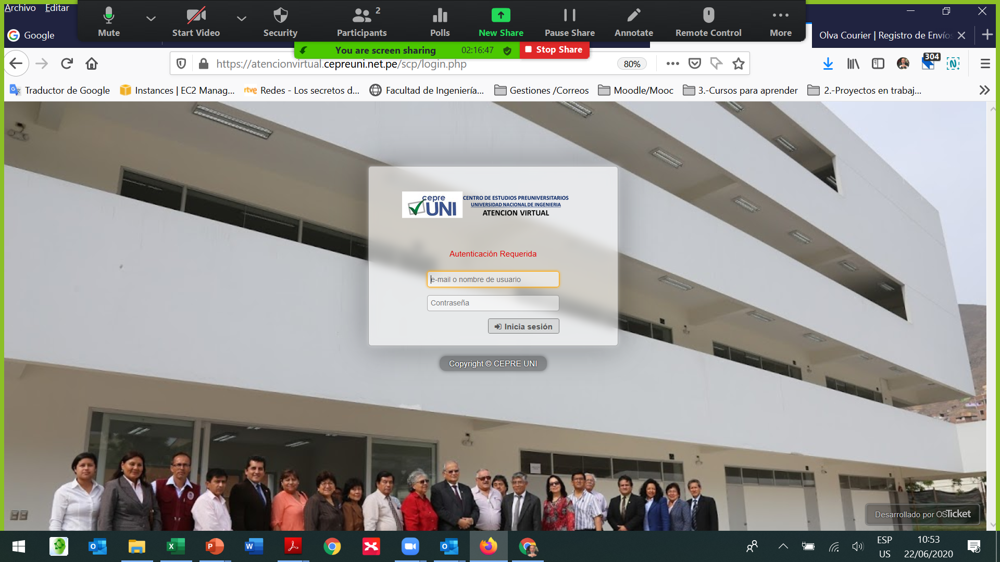 Archivo Editar
Mute
Start Video
Security
Participants
2
Polls
New Share
Pause Share
Annotate
Remote Control
More
Google
Olva Courier | Registro de Envíos
You are screen sharing
02:16:47
Stop Share
https://atencionvirtual.cepreuni.net.pe/scp/login.php
80%
304
Traductor de Google
Instances | EC2 Manag...
rtve
Redes - Los secretos d...
Facultad de Ingeniería...
Gestiones /Correos
Moodle/Mooc
3.-Cursos para aprender
2.-Proyectos en trabaj...
cepre
UNI
CENTRO DE ESTUDIOS PREUNIVERSITARIOS
UNIVERSIDAD NACIONAL DE INGENIERIA
ATENCION VIRTUAL
Autenticación Requerida
e-mail o nombre de usuario
Contraseña
Inicia sesión
Copyright © CEPRE UNI
Desarrollado por OSTicket
ESP
US
10:53
22/06/2020